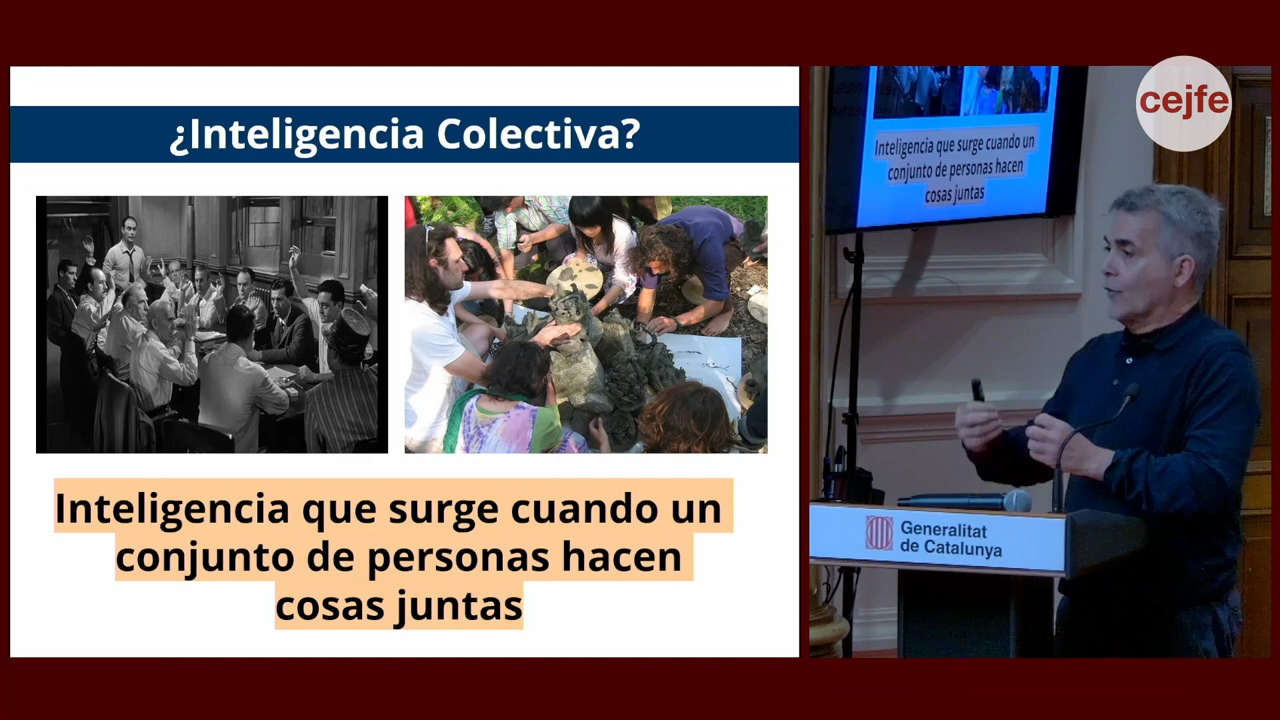 ¿Inteligencia Colectiva?
Inteligencia que surge cuando un
conjunto de personas hacen
cosas juntas
cejfe
Inteligencia que surge cuando un
conjunto de personas hacen
cosas juntas
Generalitat
de Catalunya